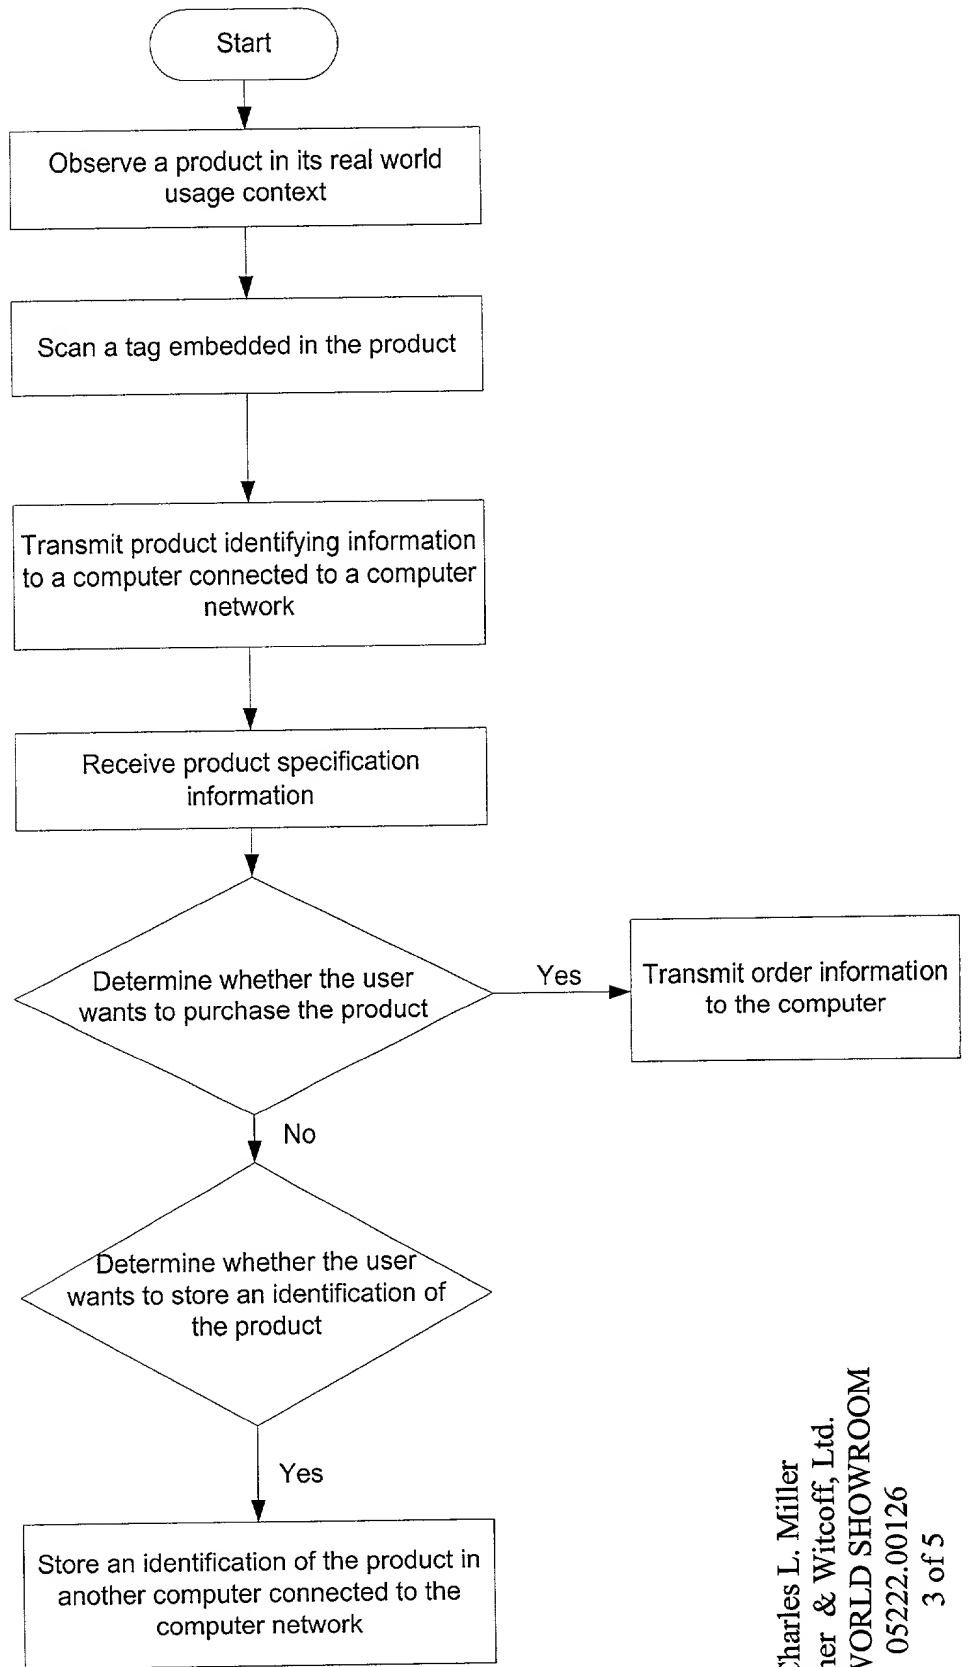 Start
Observe a product in its real world
usage context
Scan a tag embedded in the product
Transmit product identifying information
to a computer connected to a computer
network
Receive product specification
information
Determine whether the user
wants to purchase the product
Yes
Transmit order information
to the computer
No
Determine whether the user
wants to store an identification of
the product
Yes
Store an identification of the product in
another computer connected to the
computer network
Charles L. Miller
& Witcoff, Ltd.
SHOWROOM
05222.00126
3 of 5